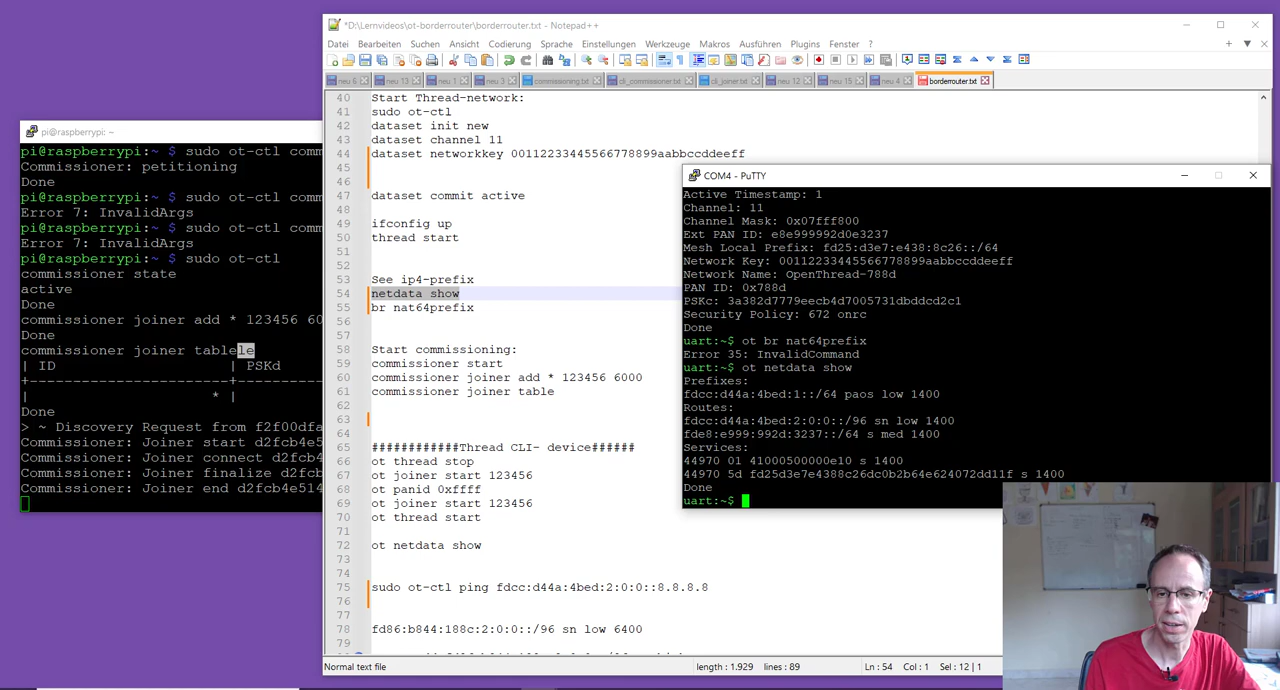 *D:\Lernvideos\ot-borderrouter\borderrouter.txt - Notepad++
Datei Bearbeiten Suchen Ansicht Codierung Sprache Einstellungen Werkzeuge Makros Ausführen Plugins Fenster ?
neu 6 neu 13 neu 1 neu 3 commissioning.txt cli_commissioner.txt cli_joiner.txt neu 12 neu 15 neu 4 borderrouter.txt
40 Start Thread-network:
41 sudo ot-ctl
42 dataset init new
43 dataset channel 11
44 dataset networkkey 00112233445566778899aabbccddeeff
45
46
47 dataset commit active
48
49 ifconfig up
50 thread start
51
52
53 See ip4-prefix
54 netdata show
55 br nat64prefix
56
57
58 Start commissioning:
59 commissioner start
60 commissioner joiner add * 123456 6000
61 commissioner joiner table
62
63
64
65 ############Thread CLI- device######
66 ot thread stop
67 ot joiner start 123456
68 ot panid 0xffff
69 ot joiner start 123456
70 ot thread start
71
72 ot netdata show
73
74
75 sudo ot-ctl ping fdcc:d44a:4bed:2:0:0::8.8.8.8
76
77
78 fd86:b844:188c:2:0:0::/96 sn low 6400
79
Normal text file
length : 1.929 lines : 89
Ln : 54 Col : 1 Sel : 12 | 1
pi@raspberrypi: ~
pi@raspberrypi:~ $ sudo ot-ctl comm
Commissioner: petitioning
Done
pi@raspberrypi:~ $ sudo ot-ctl comm
Error 7: InvalidArgs
pi@raspberrypi:~ $ sudo ot-ctl comm
Error 7: InvalidArgs
pi@raspberrypi:~ $ sudo ot-ctl
commissioner state
active
Done
commissioner joiner add * 123456 60
Done
commissioner joiner tablele
| ID | PSKd
+-----------------------+----------
| * |
Done
> ~ Discovery Request from f2f00dfa
Commissioner: Joiner start d2fcb4e5
Commissioner: Joiner connect d2fcb4
Commissioner: Joiner finalize d2fcb
Commissioner: Joiner end d2fcb4e514
COM4 - PuTTY
Active Timestamp: 1
Channel: 11
Channel Mask: 0x07fff800
Ext PAN ID: e8e999992d0e3237
Mesh Local Prefix: fd25:d3e7:e438:8c26::/64
Network Key: 00112233445566778899aabbccddeeff
Network Name: OpenThread-788d
PAN ID: 0x788d
PSKc: 3a382d7779eecb4d7005731dbddcd2c1
Security Policy: 672 onrc
Done
uart:~$ ot br nat64prefix
Error 35: InvalidCommand
uart:~$ ot netdata show
Prefixes:
fdcc:d44a:4bed:1::/64 paos low 1400
Routes:
fdcc:d44a:4bed:2:0:0::/96 sn low 1400
fde8:e999:992d:3237::/64 s med 1400
Services:
44970 01 41000500000e10 s 1400
44970 5d fd25d3e7e4388c26dc0b2b64e624072dd11f s 1400
Done
uart:~$